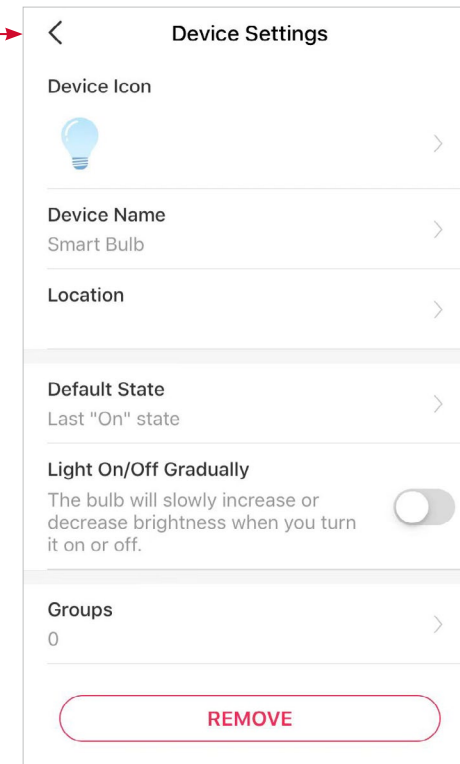 Device Settings
Device Icon
Device Name
Smart Bulb
Location
Default State
Last "On" state
Light On/Off Gradually
The bulb will slowly increase or
decrease brightness when you turn
it on or off.
Groups
0
REMOVE